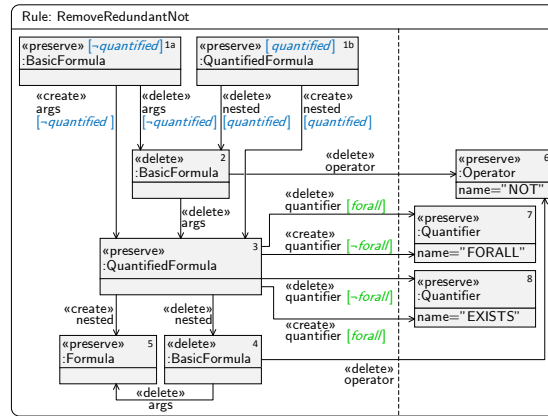 Rule: RemoveRedundantNot
«preserve» [¬quantified] 1a
:BasicFormula
«preserve» [quantified] 1b
:QuantifiedFormula
«create»
args
[¬quantified ]
«delete»
args
[¬quantified]
«delete»
nested
[quantified]
«create»
nested
[quantified]
«delete» 2
:BasicFormula
«delete»
operator
«preserve» 6
:Operator
name="NOT"
«delete»
args
«delete»
quantifier [forall]
«preserve» 7
:Quantifier
name="FORALL"
«create»
quantifier [¬forall]
«preserve» 3
:QuantifiedFormula
«delete»
quantifier [¬forall]
«preserve» 8
:Quantifier
name="EXISTS"
«create»
quantifier [forall]
«create»
nested
«delete»
nested
«preserve» 5
:Formula
«delete» 4
:BasicFormula
«delete»
operator
«delete»
args